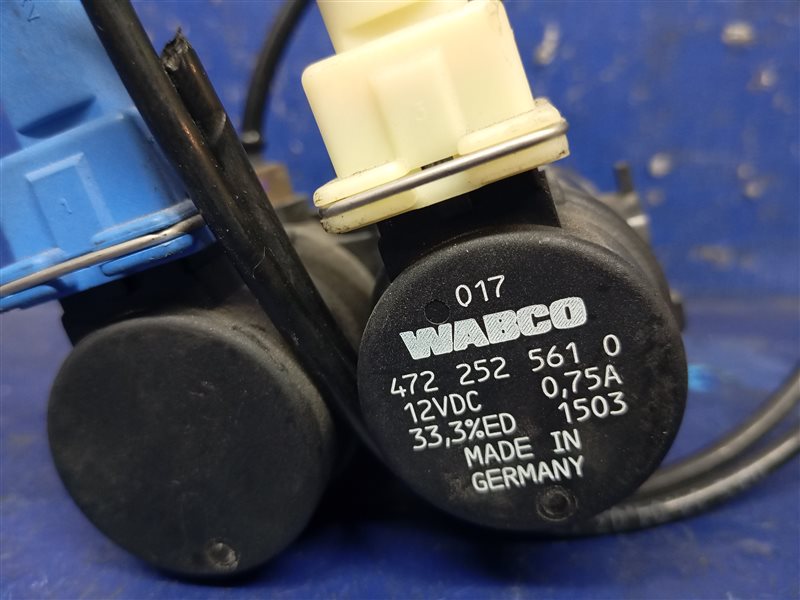 017
WABCO
472 252 561 0
12VDC 0,75A
33,3%ED 1503
MADE IN
GERMANY